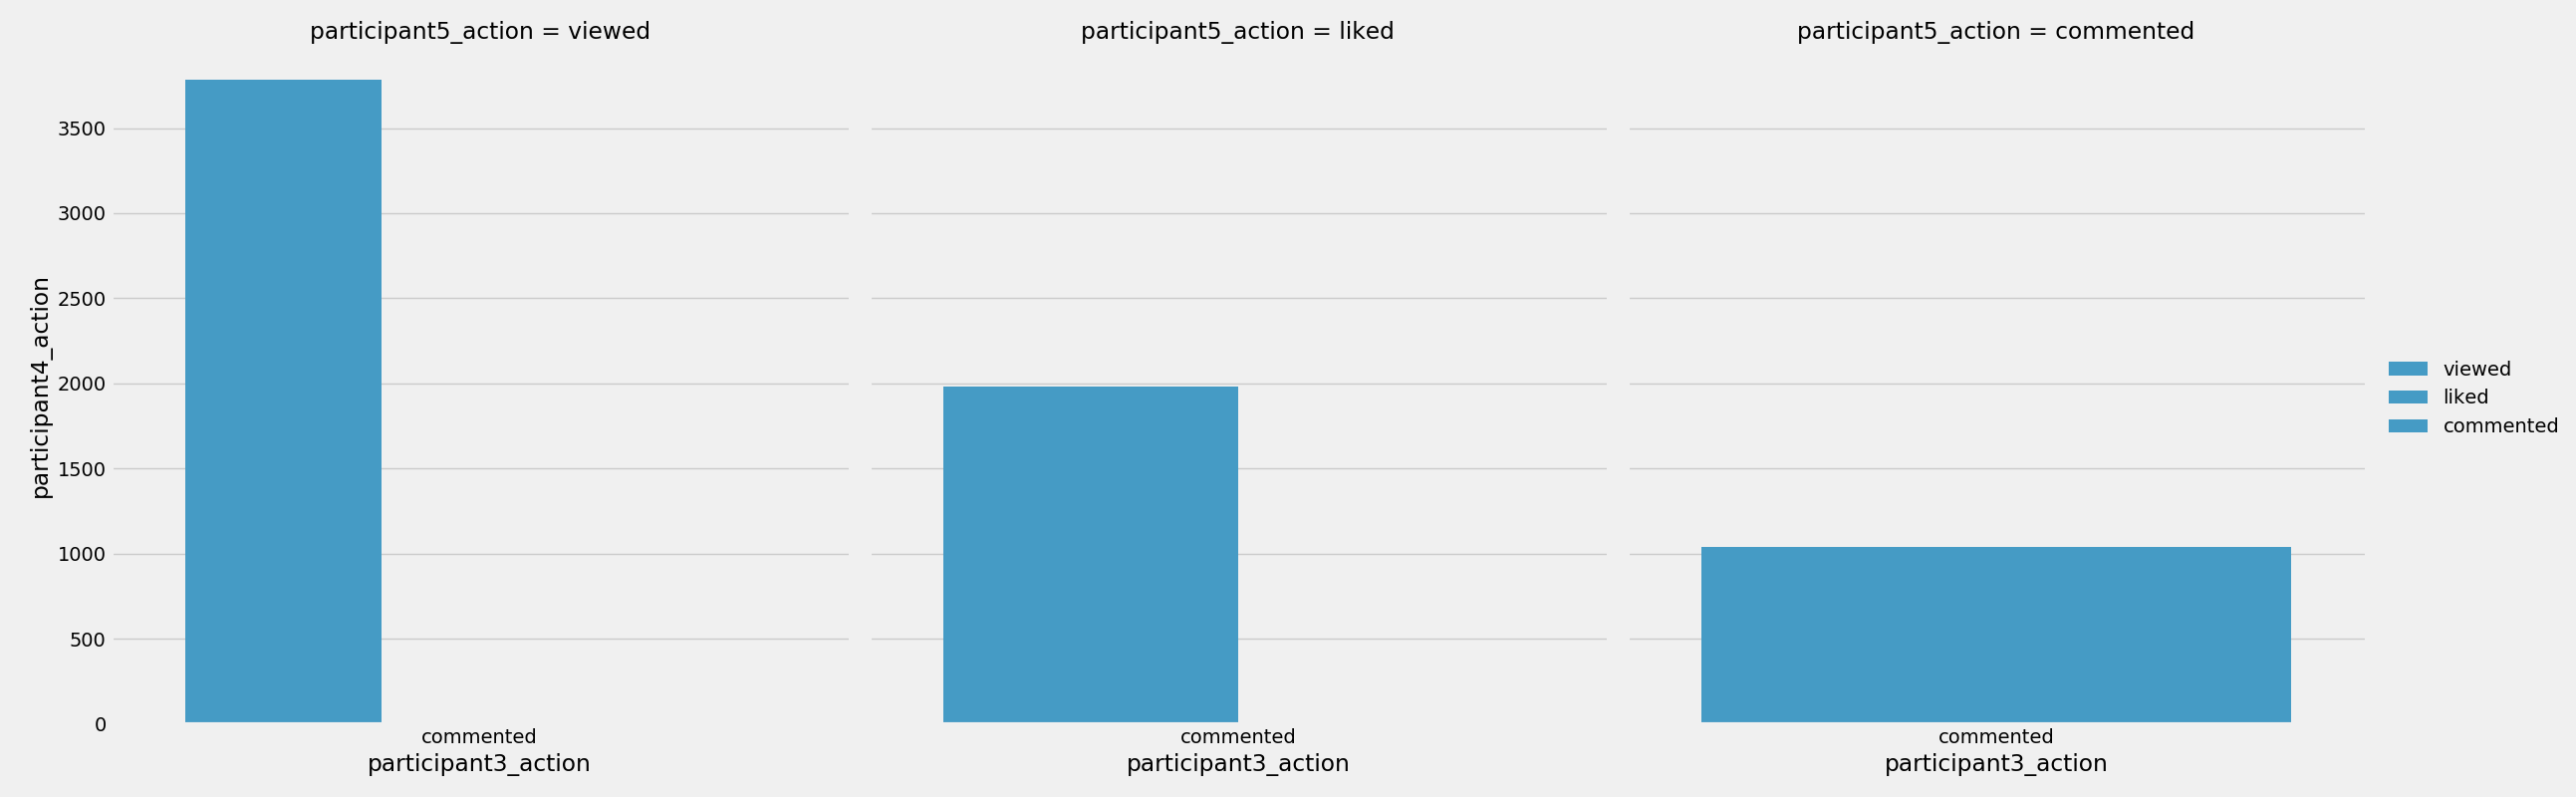 participant5_action = viewed
participant5_action = liked
participant5_action = commented
participant4_action
3500
3000
2500
2000
1500
1000
500
0
commented
participant3_action
commented
participant3_action
commented
participant3_action
viewed
liked
commented